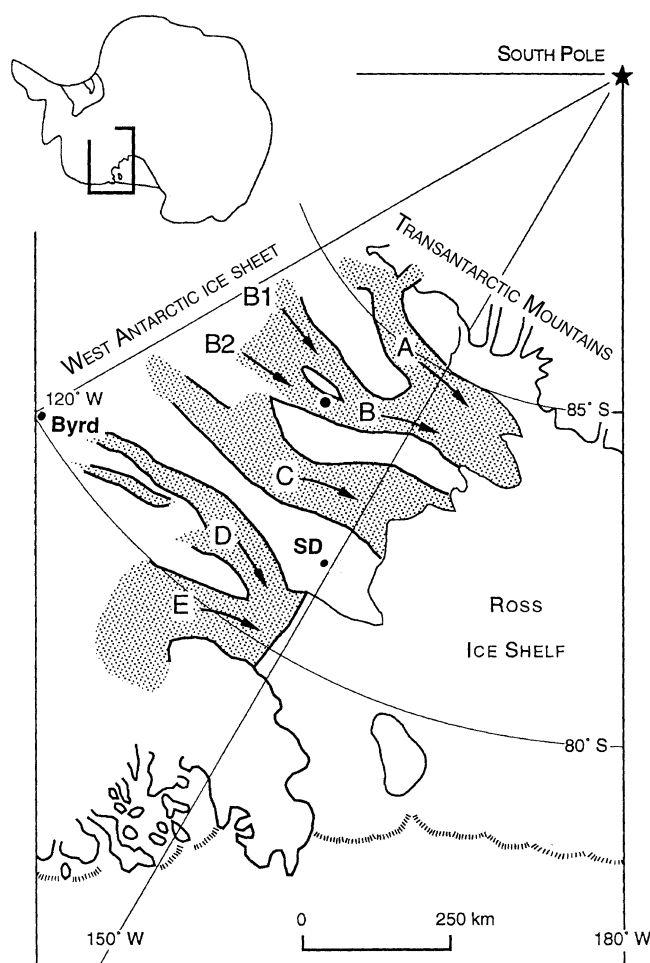 SOUTH POLE
TRANSANTARCTIC MOUNTAINS
WEST ANTARCTIC ICE SHEET
B1
B2
A
85° S
120° W
Byrd
B
C
D
SD
E
ROSS
ICE SHELF
80° S
0
250 km
150° W
180° W